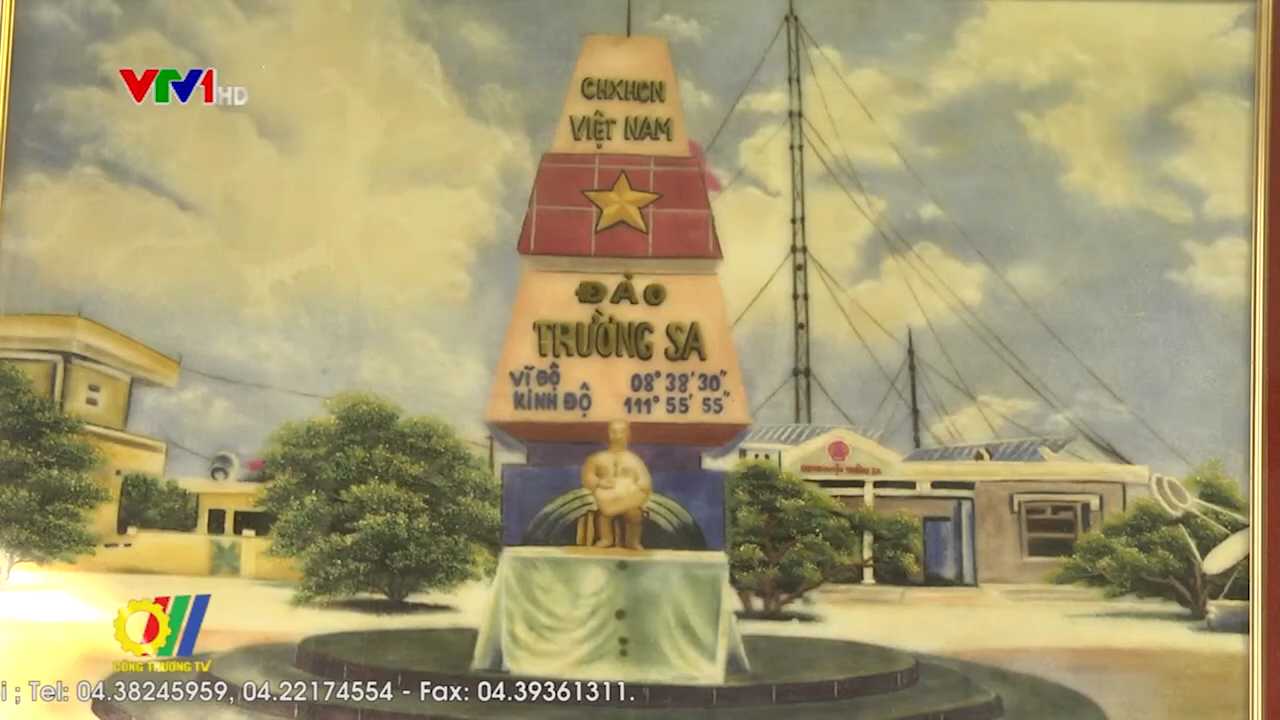 VTV1 HD
CHXHCN
VIỆT NAM
ĐẢO
TRƯỜNG SA
VĨ ĐỘ 08° 38' 30"
KINH ĐỘ 111° 55' 55"
CÔNG THƯƠNG TV
i ; Tel: 04.38245959, 04.22174554 - Fax: 04.39361311.